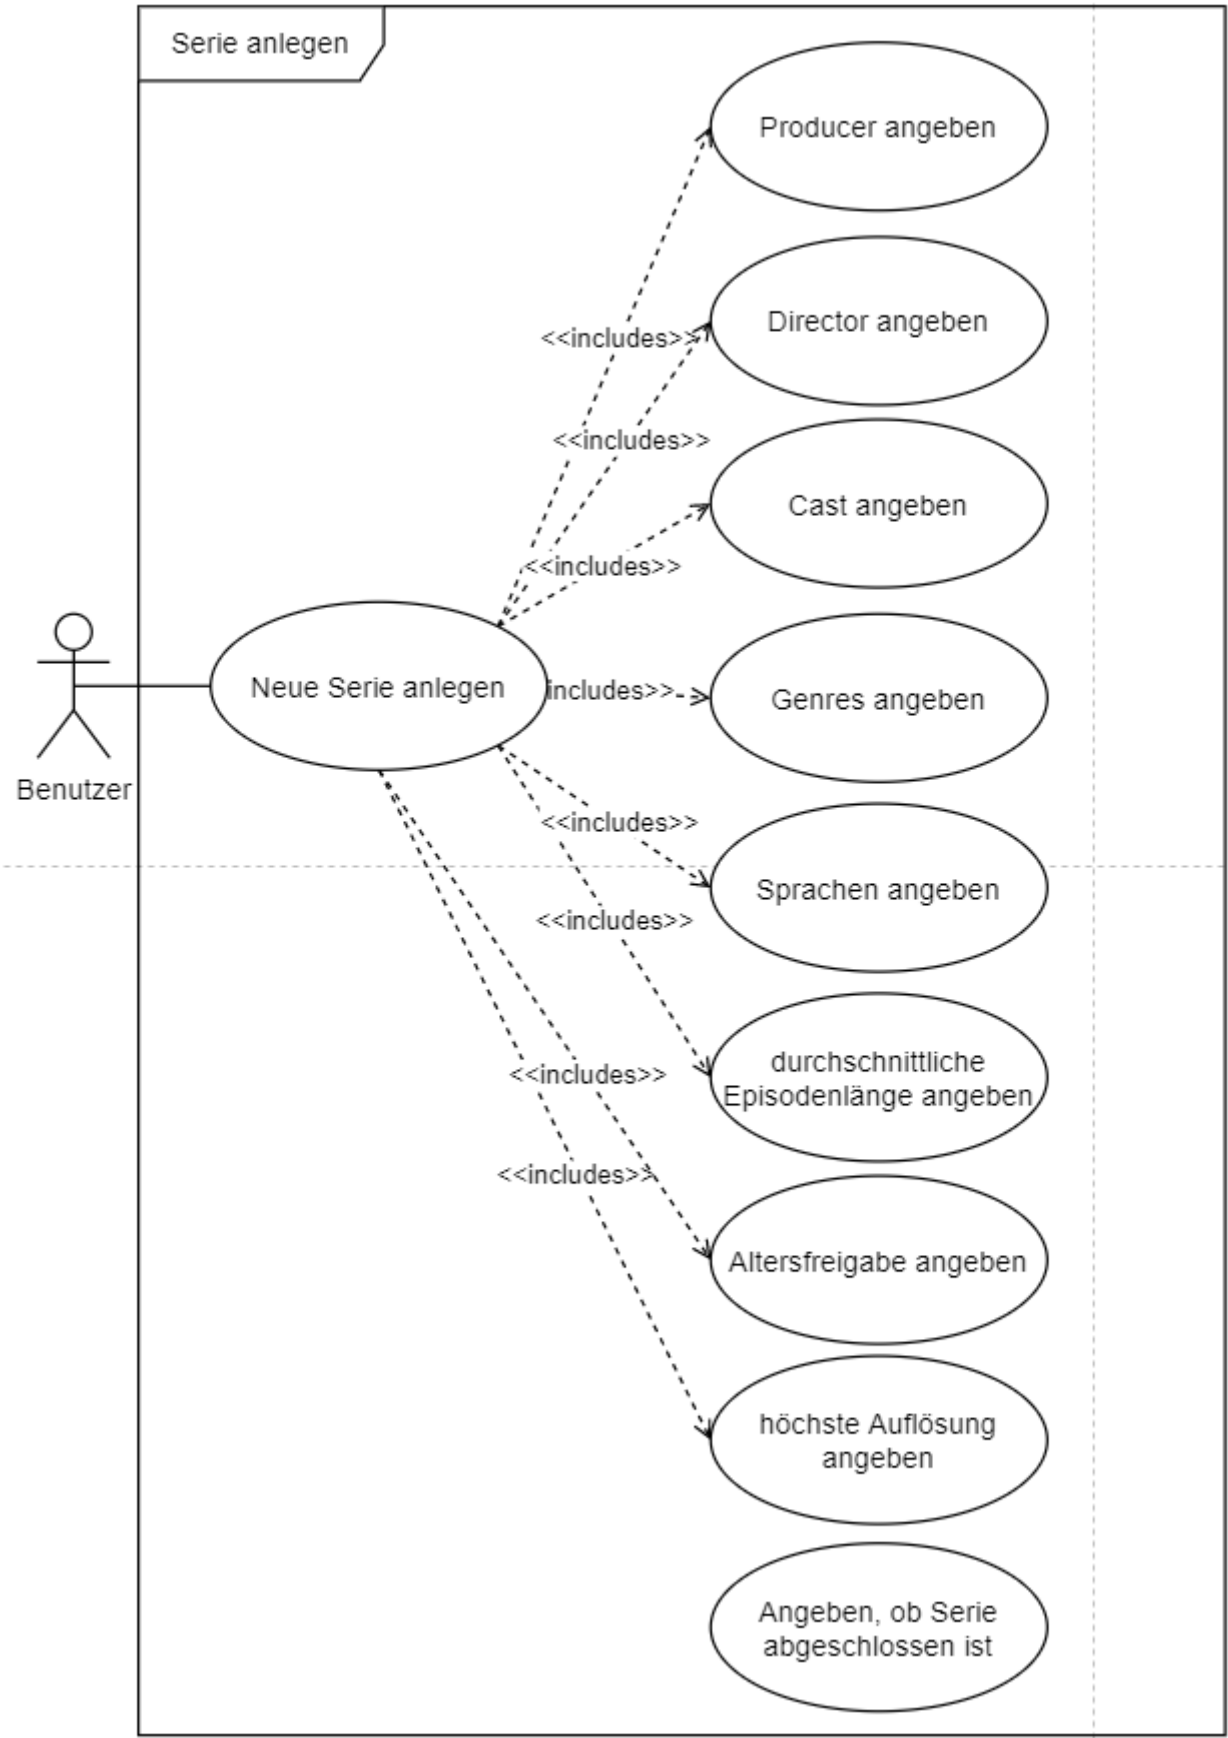 Serie anlegen
Producer angeben
<<includes>>
Director angeben
<<includes>>
Cast angeben
<<includes>>
Benutzer
Neue Serie anlegen
includes>>
Genres angeben
<<includes>>
Sprachen angeben
<<includes>>
durchschnittliche
Episodenlänge angeben
<<includes>>
<<includes>>
Altersfreigabe angeben
höchste Auflösung
angeben
Angeben, ob Serie
abgeschlossen ist